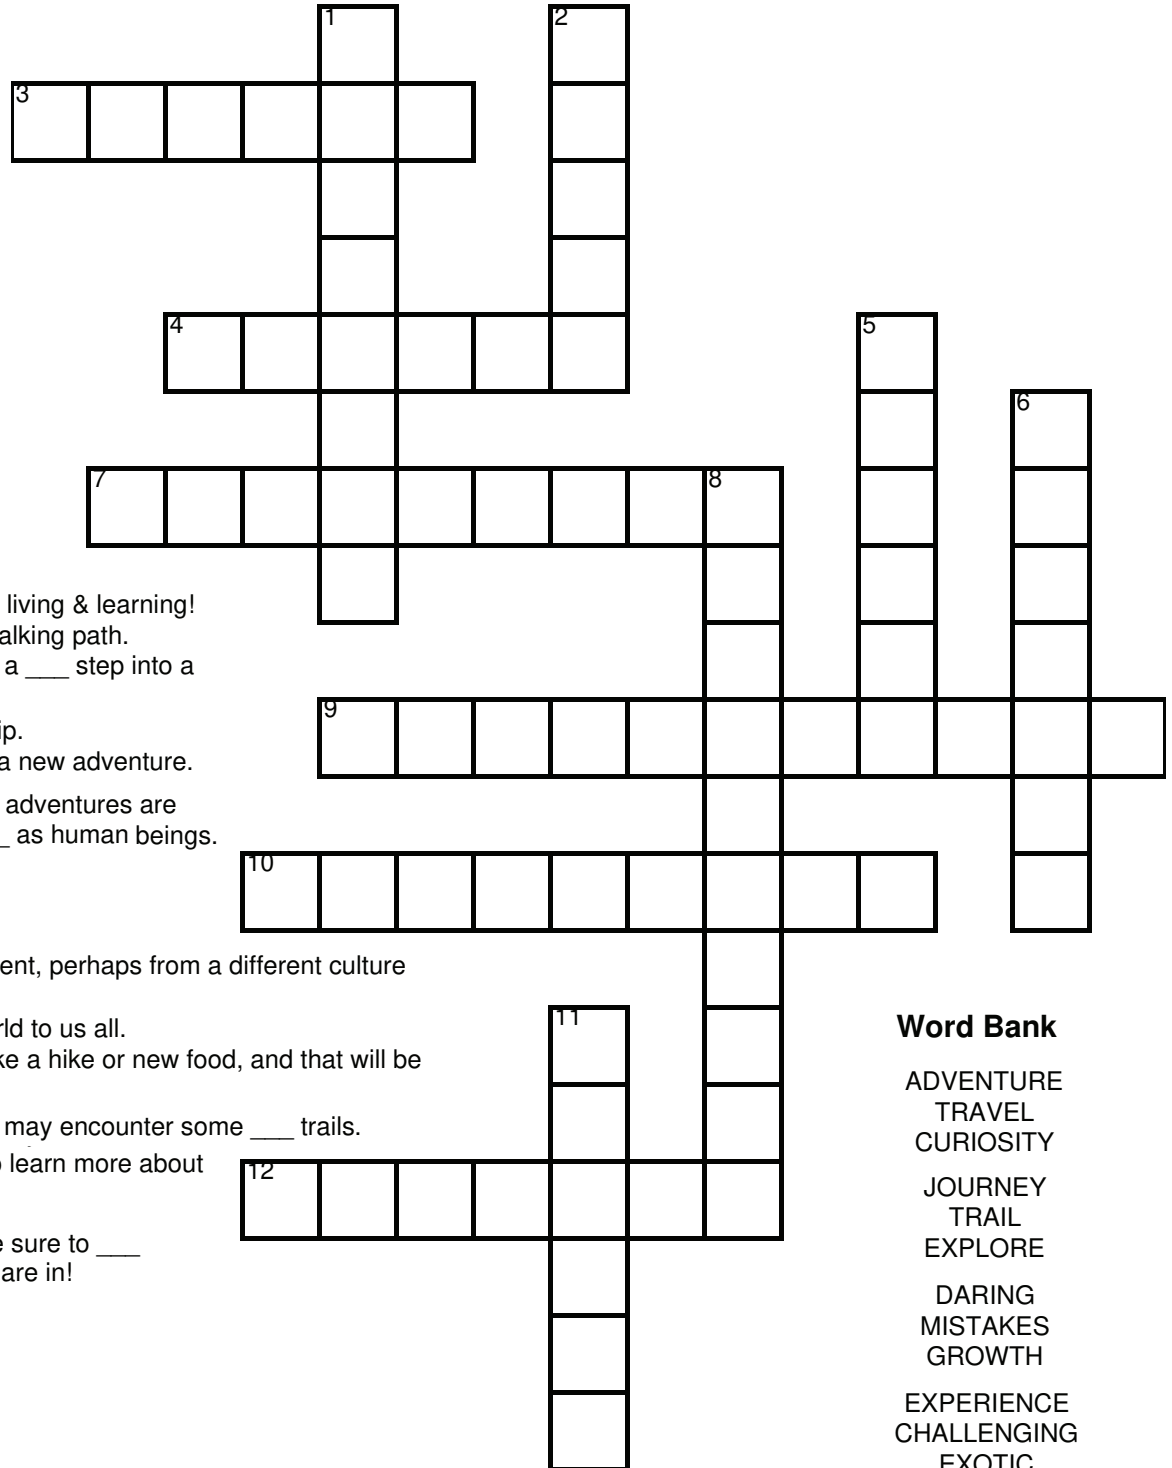 1
2
3
4
5
6
7
8
living & learning!
alking path.
a ___ step into a
9
ip.
a new adventure.
adventures are
_ as human beings.
10
ent, perhaps from a different culture
11
rld to us all.
ke a hike or new food, and that will be
may encounter some ___ trails.
learn more about
12
e sure to ___
are in!
Word Bank
ADVENTURE
TRAVEL
CURIOSITY
JOURNEY
TRAIL
EXPLORE
DARING
MISTAKES
GROWTH
EXPERIENCE
CHALLENGING
EXOTIC